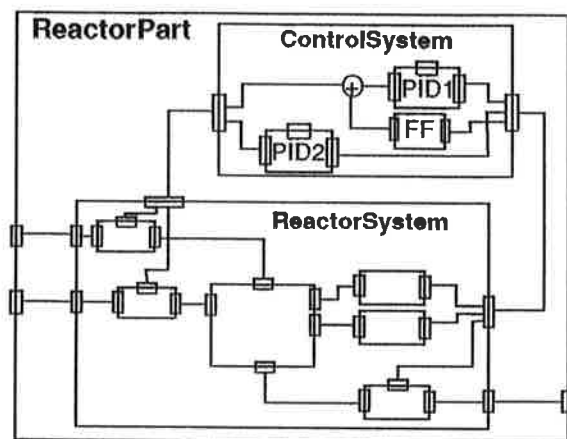 ReactorPart
ControlSystem
PID1
FF
PID2
ReactorSystem